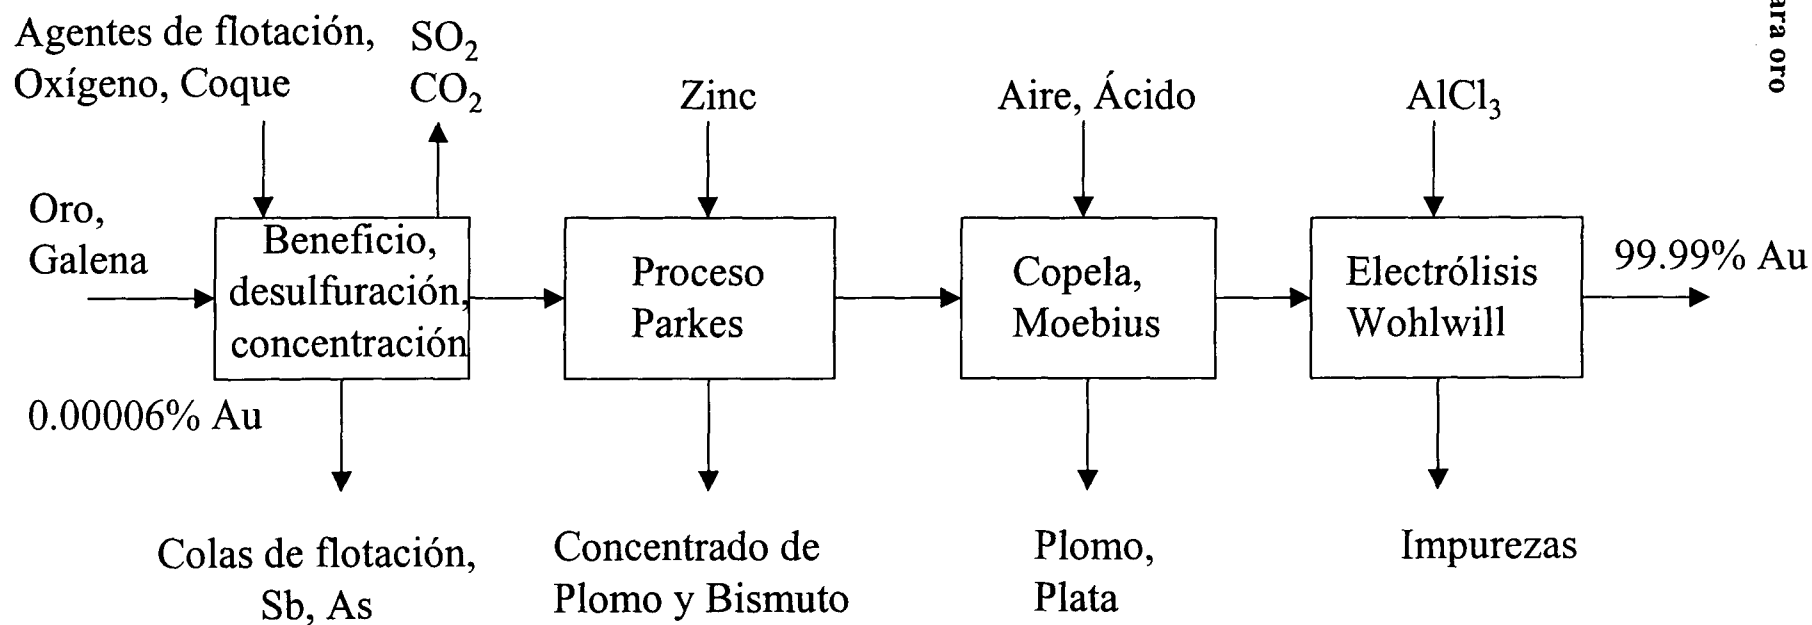 Agentes de flotación,
Oxígeno, Coque
SO₂
CO₂
Zinc
Aire, Ácido
AlCl₃
ara oro
Oro,
Galena
Beneficio,
desulfuración,
concentración
Proceso
Parkes
Copela,
Moebius
Electrólisis
Wohlwill
99.99% Au
0.00006% Au
Colas de flotación,
Sb, As
Concentrado de
Plomo y Bismuto
Plomo,
Plata
Impurezas